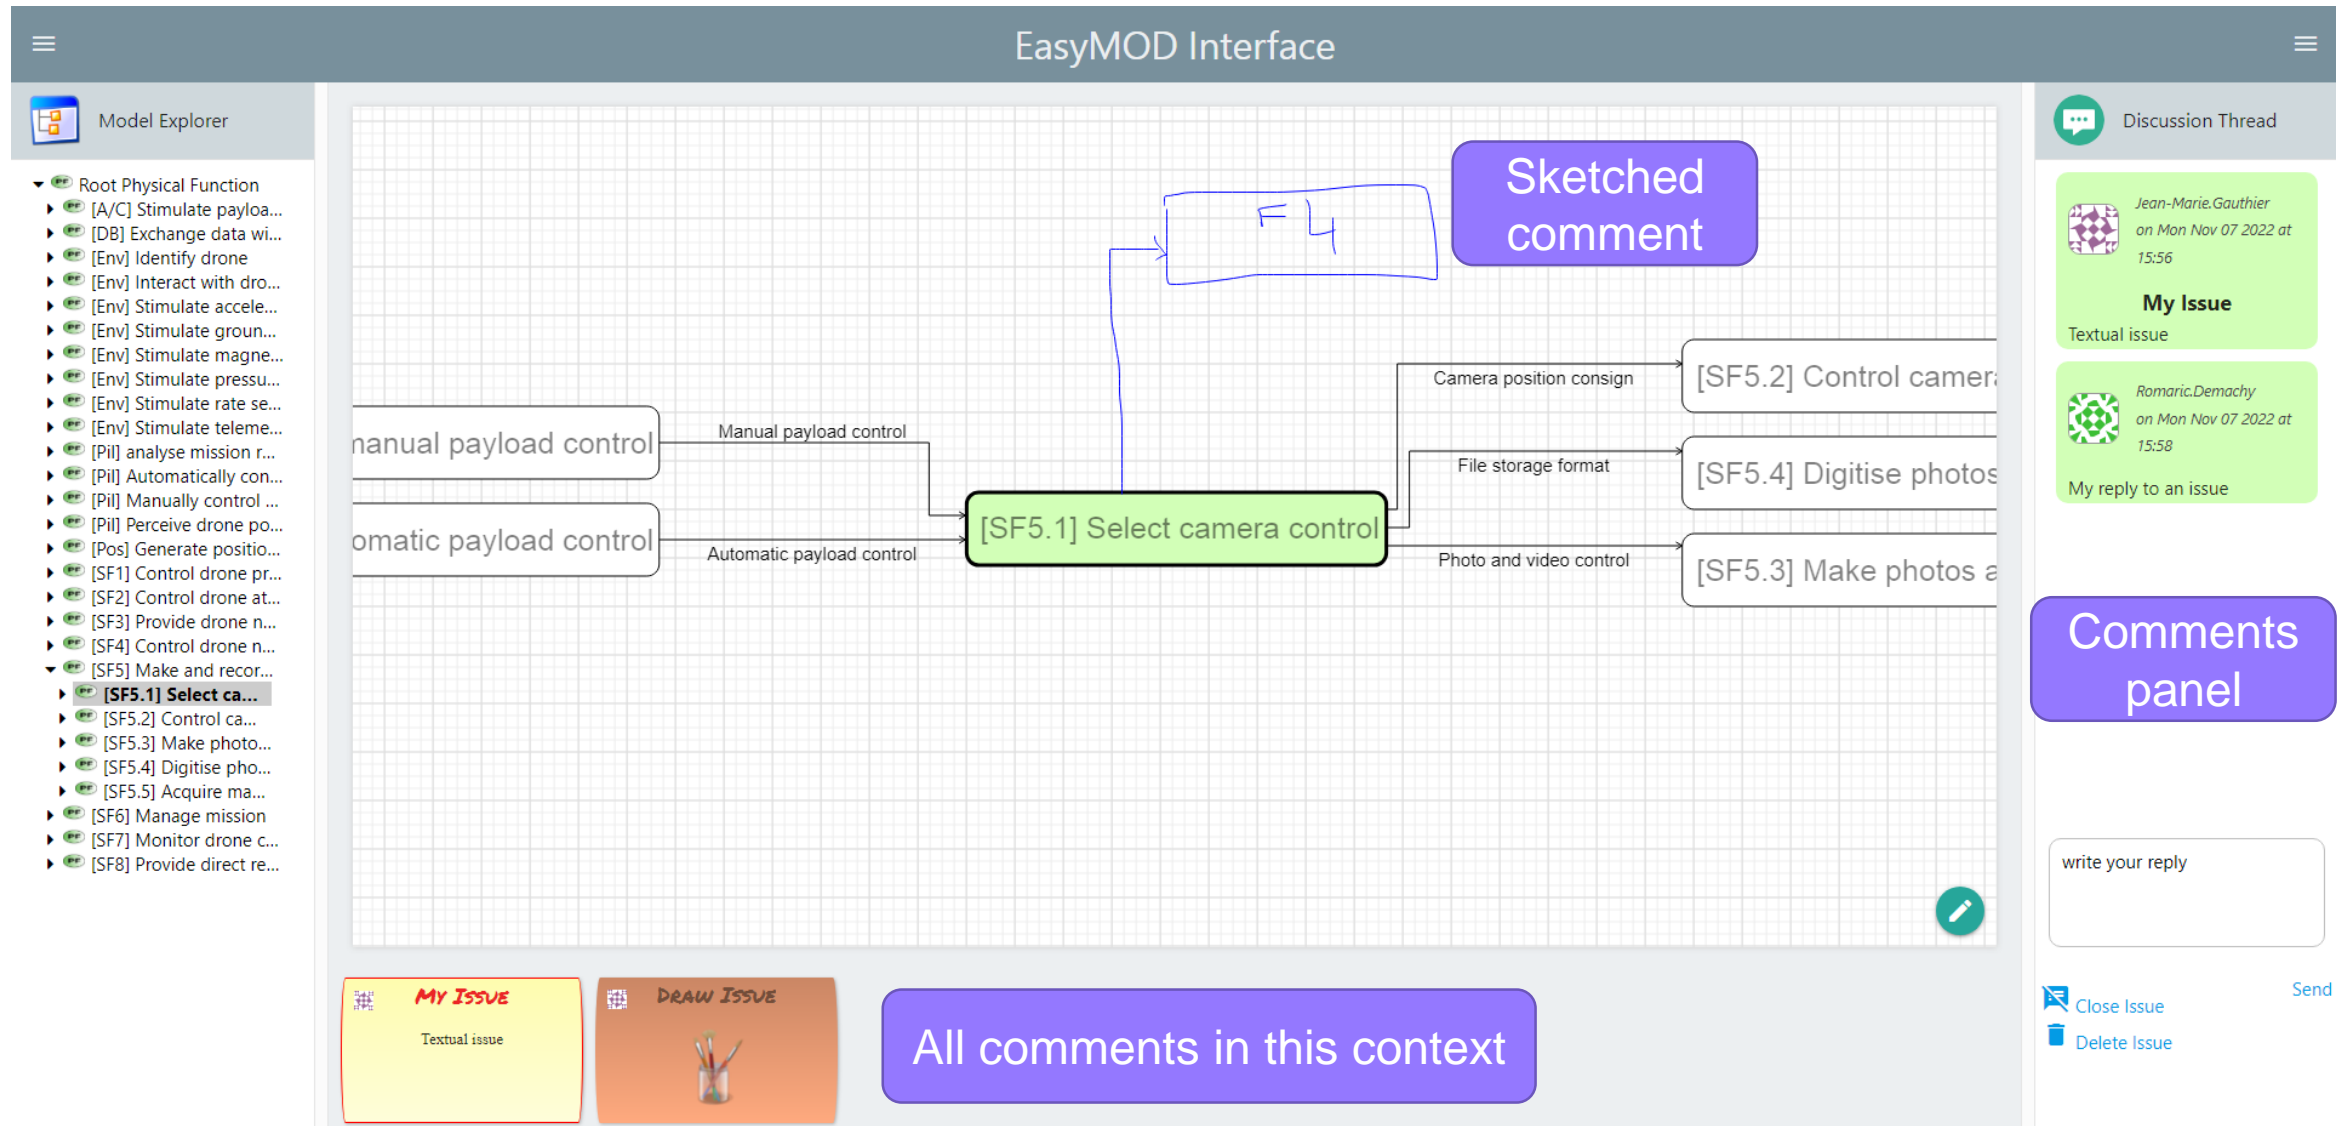 EasyMOD Interface
Model Explorer
Root Physical Function
[A/C] Stimulate payloa...
[DB] Exchange data wi...
[Env] Identify drone
[Env] Interact with dro...
[Env] Stimulate accele...
[Env] Stimulate groun...
[Env] Stimulate magne...
[Env] Stimulate pressu...
[Env] Stimulate rate se...
[Env] Stimulate teleme...
[Pil] analyse mission r...
[Pil] Automatically con...
[Pil] Manually control ...
[Pil] Perceive drone po...
[Pos] Generate positio...
[SF1] Control drone pr...
[SF2] Control drone at...
[SF3] Provide drone n...
[SF4] Control drone n...
[SF5] Make and recor...
[SF5.1] Select ca...
[SF5.2] Control ca...
[SF5.3] Make photo...
[SF5.4] Digitise pho...
[SF5.5] Acquire ma...
[SF6] Manage mission
[SF7] Monitor drone c...
[SF8] Provide direct re...
F4
Sketched
comment
manual payload control
Manual payload control
omatic payload control
Automatic payload control
[SF5.1] Select camera control
Camera position consign
[SF5.2] Control camera
File storage format
[SF5.4] Digitise photos
Photo and video control
[SF5.3] Make photos a
My Issue
Textual issue
Draw Issue
All comments in this context
Discussion Thread
Jean-Marie.Gauthier
on Mon Nov 07 2022 at
15:56
My Issue
Textual issue
Romaric.Demachy
on Mon Nov 07 2022 at
15:58
My reply to an issue
Comments
panel
write your reply
Send
Close Issue
Delete Issue